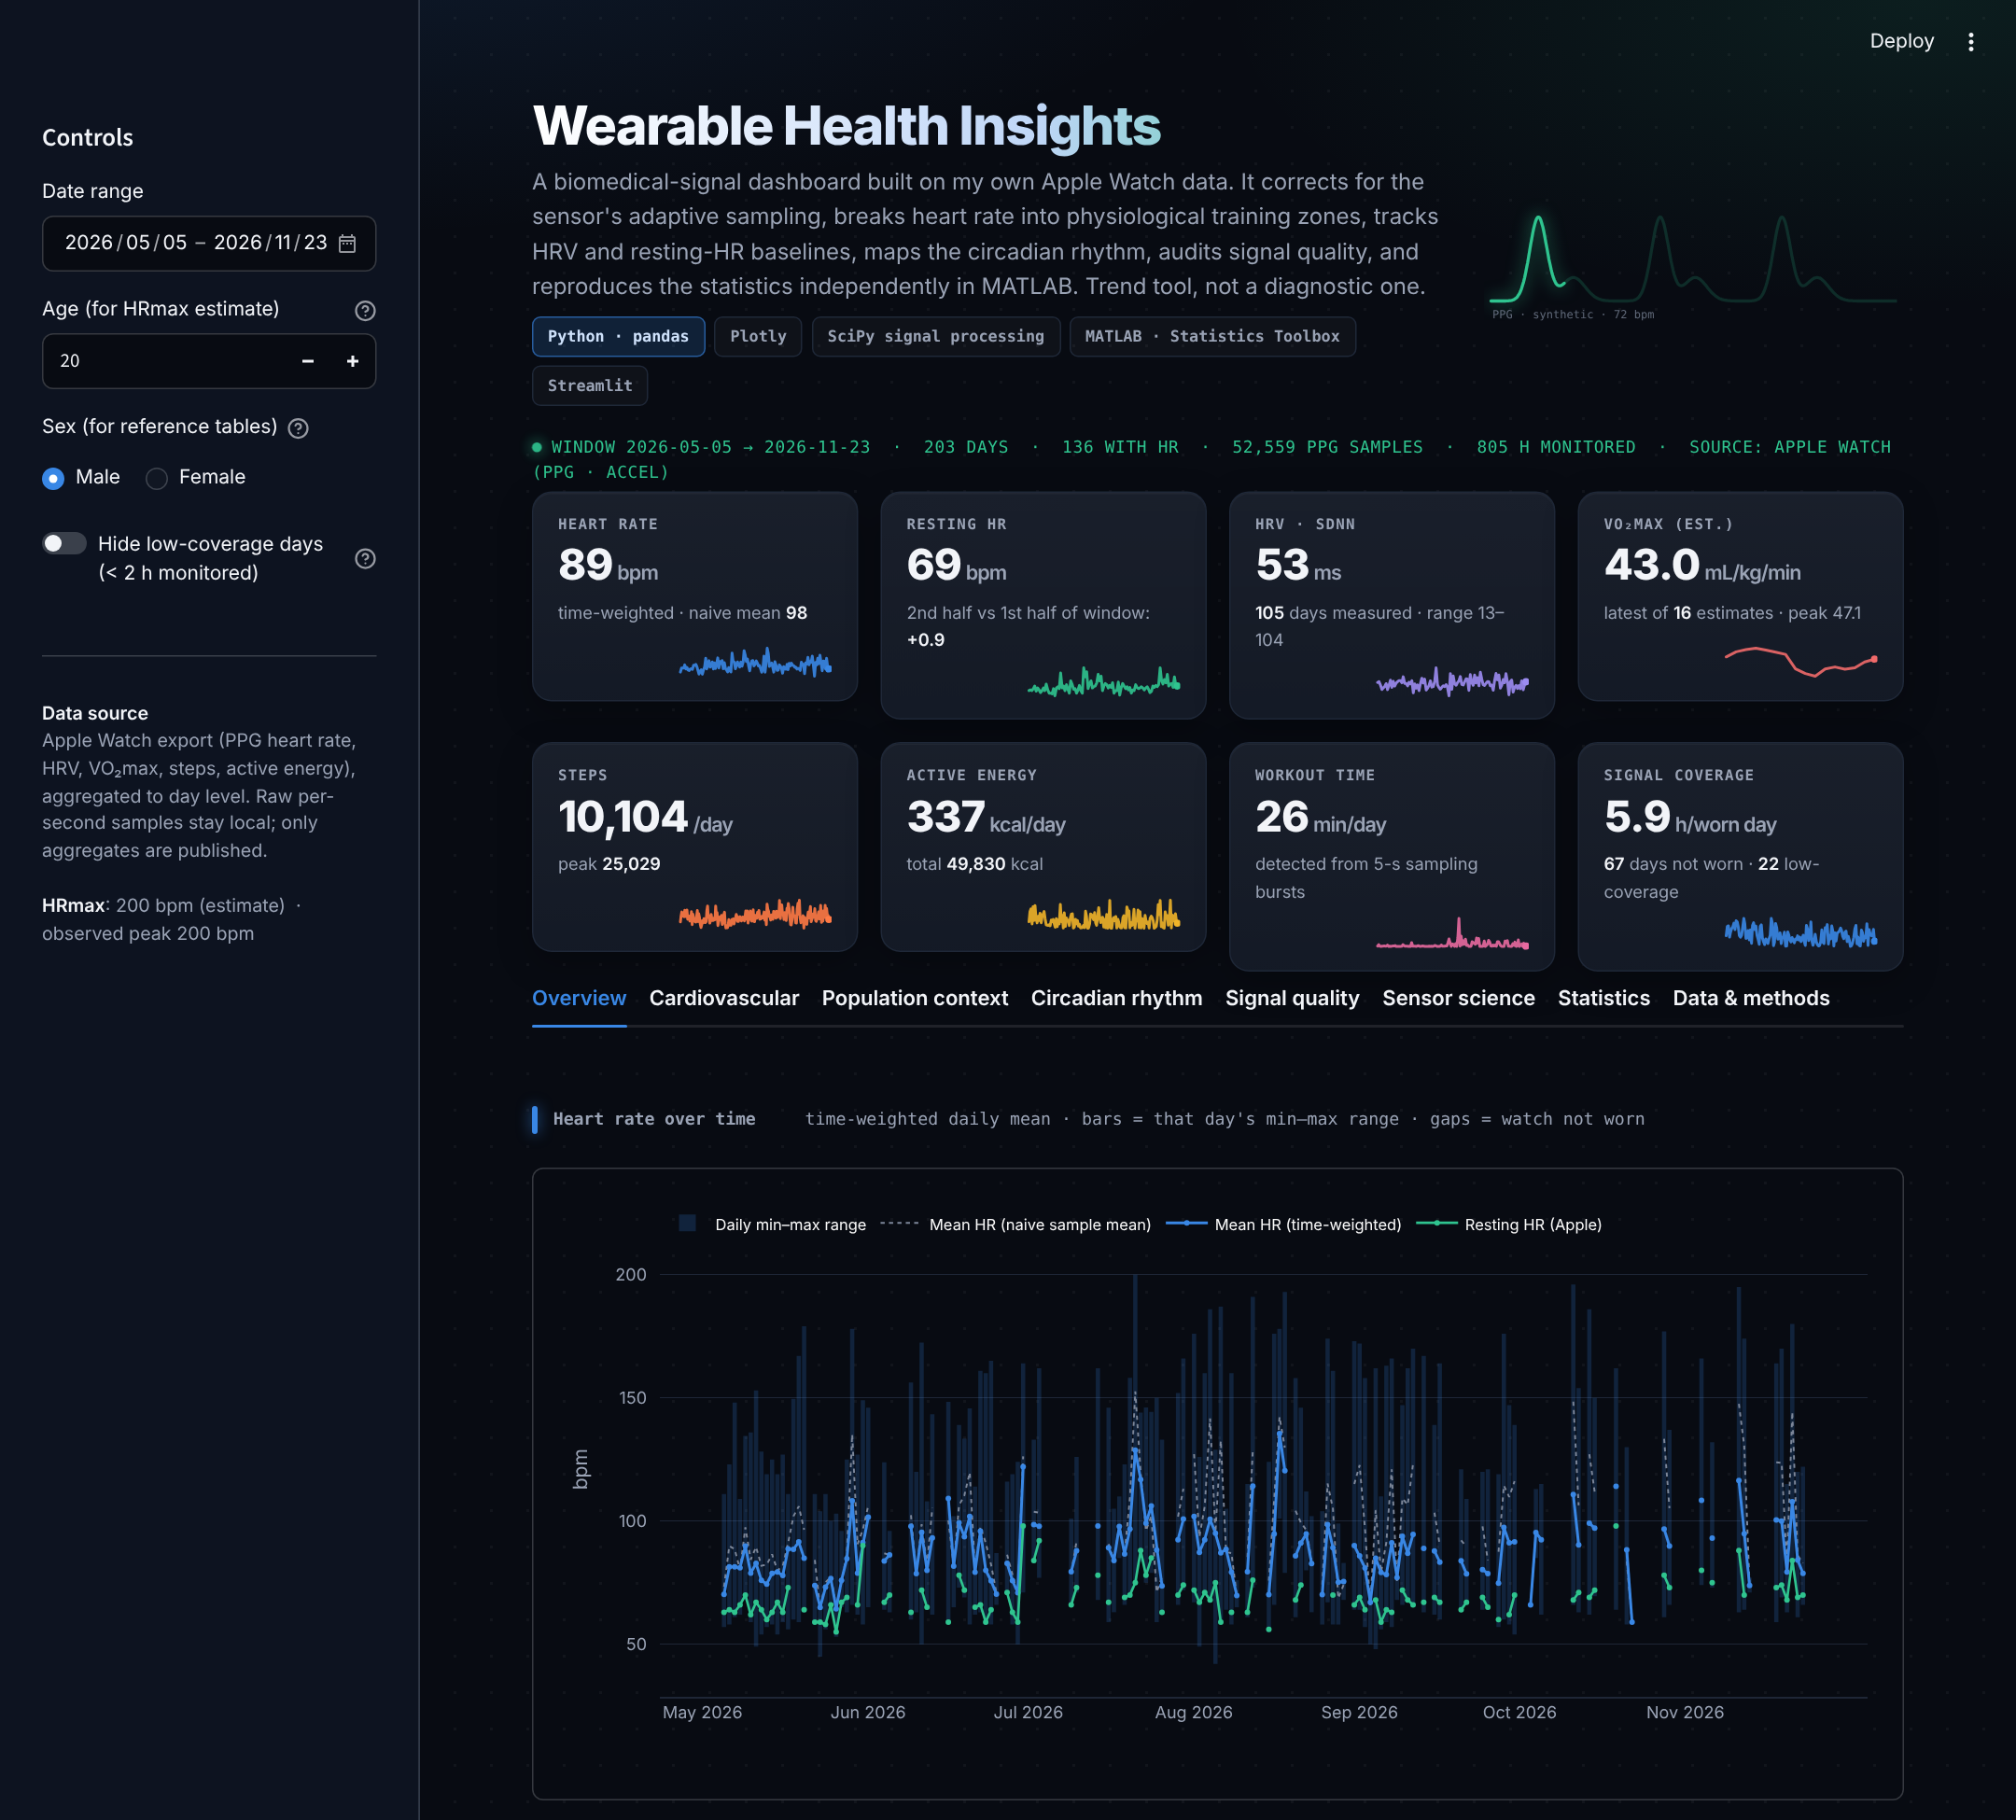 Deploy
Controls
Date range
2026/05/05 – 2026/11/23
Age (for HRmax estimate)
20
Sex (for reference tables)
Male Female
Hide low-coverage days
(< 2 h monitored)
Data source
Apple Watch export (PPG heart rate,
HRV, VO₂max, steps, active energy),
aggregated to day level. Raw per-
second samples stay local; only
aggregates are published.
HRmax: 200 bpm (estimate) ·
observed peak 200 bpm
Wearable Health Insights
A biomedical-signal dashboard built on my own Apple Watch data. It corrects for the
sensor's adaptive sampling, breaks heart rate into physiological training zones, tracks
HRV and resting-HR baselines, maps the circadian rhythm, audits signal quality, and
reproduces the statistics independently in MATLAB. Trend tool, not a diagnostic one.
PPG · synthetic · 72 bpm
Python · pandas Plotly SciPy signal processing MATLAB · Statistics Toolbox
Streamlit
WINDOW 2026-05-05 → 2026-11-23 · 203 DAYS · 136 WITH HR · 52,559 PPG SAMPLES · 805 H MONITORED · SOURCE: APPLE WATCH
(PPG · ACCEL)
HEART RATE
89 bpm
time-weighted · naive mean 98
RESTING HR
69 bpm
2nd half vs 1st half of window:
+0.9
HRV · SDNN
53 ms
105 days measured · range 13–
104
VO₂MAX (EST.)
43.0 mL/kg/min
latest of 16 estimates · peak 47.1
STEPS
10,104 /day
peak 25,029
ACTIVE ENERGY
337 kcal/day
total 49,830 kcal
WORKOUT TIME
26 min/day
detected from 5-s sampling
bursts
SIGNAL COVERAGE
5.9 h/worn day
67 days not worn · 22 low-
coverage
Overview Cardiovascular Population context Circadian rhythm Signal quality Sensor science Statistics Data & methods
Heart rate over time time-weighted daily mean · bars = that day's min–max range · gaps = watch not worn
Daily min–max range Mean HR (naive sample mean) Mean HR (time-weighted) Resting HR (Apple)
200
150
100
50
bpm
May 2026 Jun 2026 Jul 2026 Aug 2026 Sep 2026 Oct 2026 Nov 2026